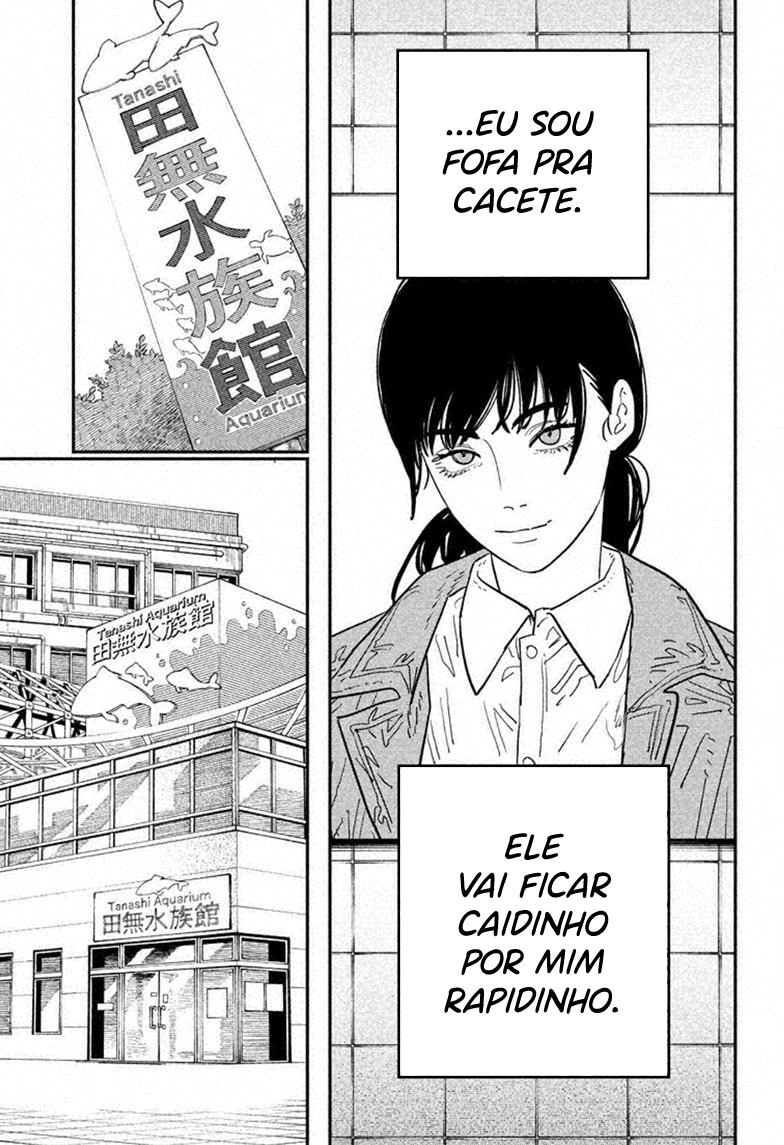 ...EU SOU
FOFA PRA
CACETE.
ELE
VAI FICAR
CAIDINHO
POR MIM
RAPIDINHO.
Tanashi
田無水族館
Aquarium
Tanashi Aquarium
田無水族館
Tanashi Aquarium
田無水族館